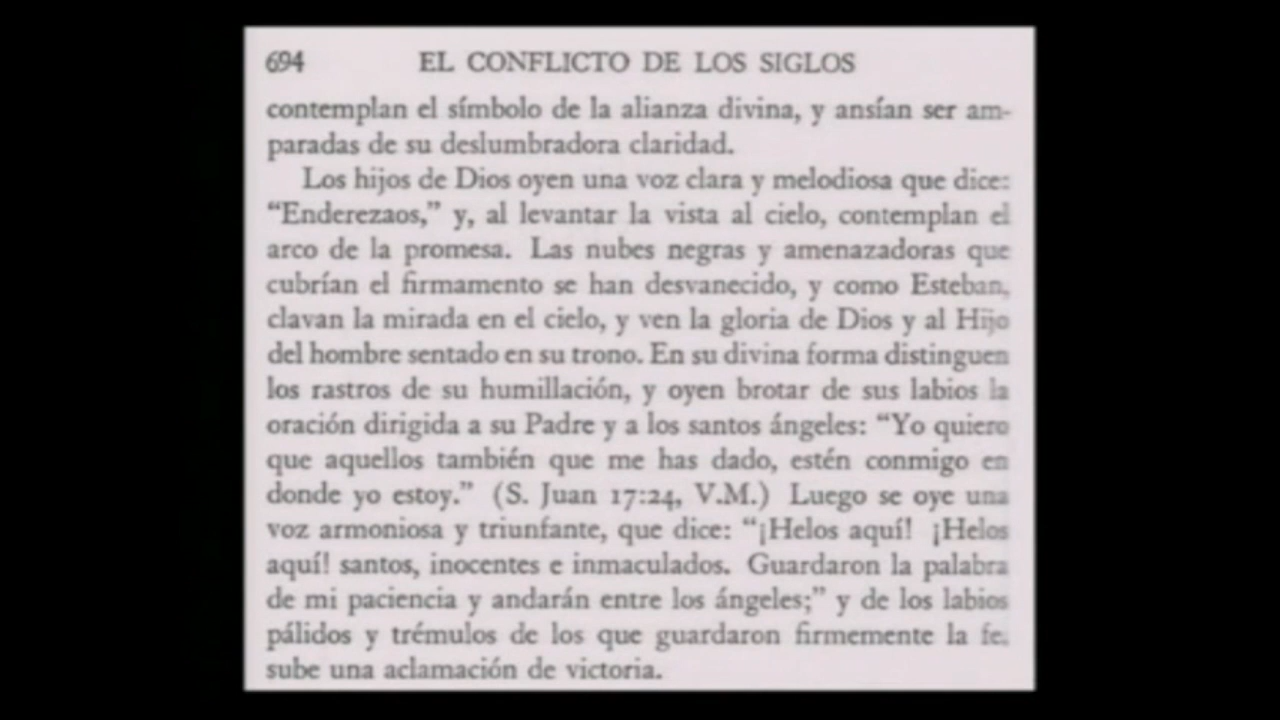 694 EL CONFLICTO DE LOS SIGLOS
contemplan el símbolo de la alianza divina, y ansían ser am-
paradas de su deslumbradora claridad.
Los hijos de Dios oyen una voz clara y melodiosa que dice:
“Enderezaos,” y, al levantar la vista al cielo, contemplan el
arco de la promesa. Las nubes negras y amenazadoras que
cubrían el firmamento se han desvanecido, y como Esteban,
clavan la mirada en el cielo, y ven la gloria de Dios y al Hijo
del hombre sentado en su trono. En su divina forma distinguen
los rastros de su humillación, y oyen brotar de sus labios la
oración dirigida a su Padre y a los santos ángeles: “Yo quiero
que aquellos también que me has dado, estén conmigo en
donde yo estoy.” (S. Juan 17:24, V.M.) Luego se oye una
voz armoniosa y triunfante, que dice: “¡Helos aquí! ¡Helos
aquí! santos, inocentes e inmaculados. Guardaron la palabra
de mi paciencia y andarán entre los ángeles;” y de los labios
pálidos y trémulos de los que guardaron firmemente la fe,
sube una aclamación de victoria.